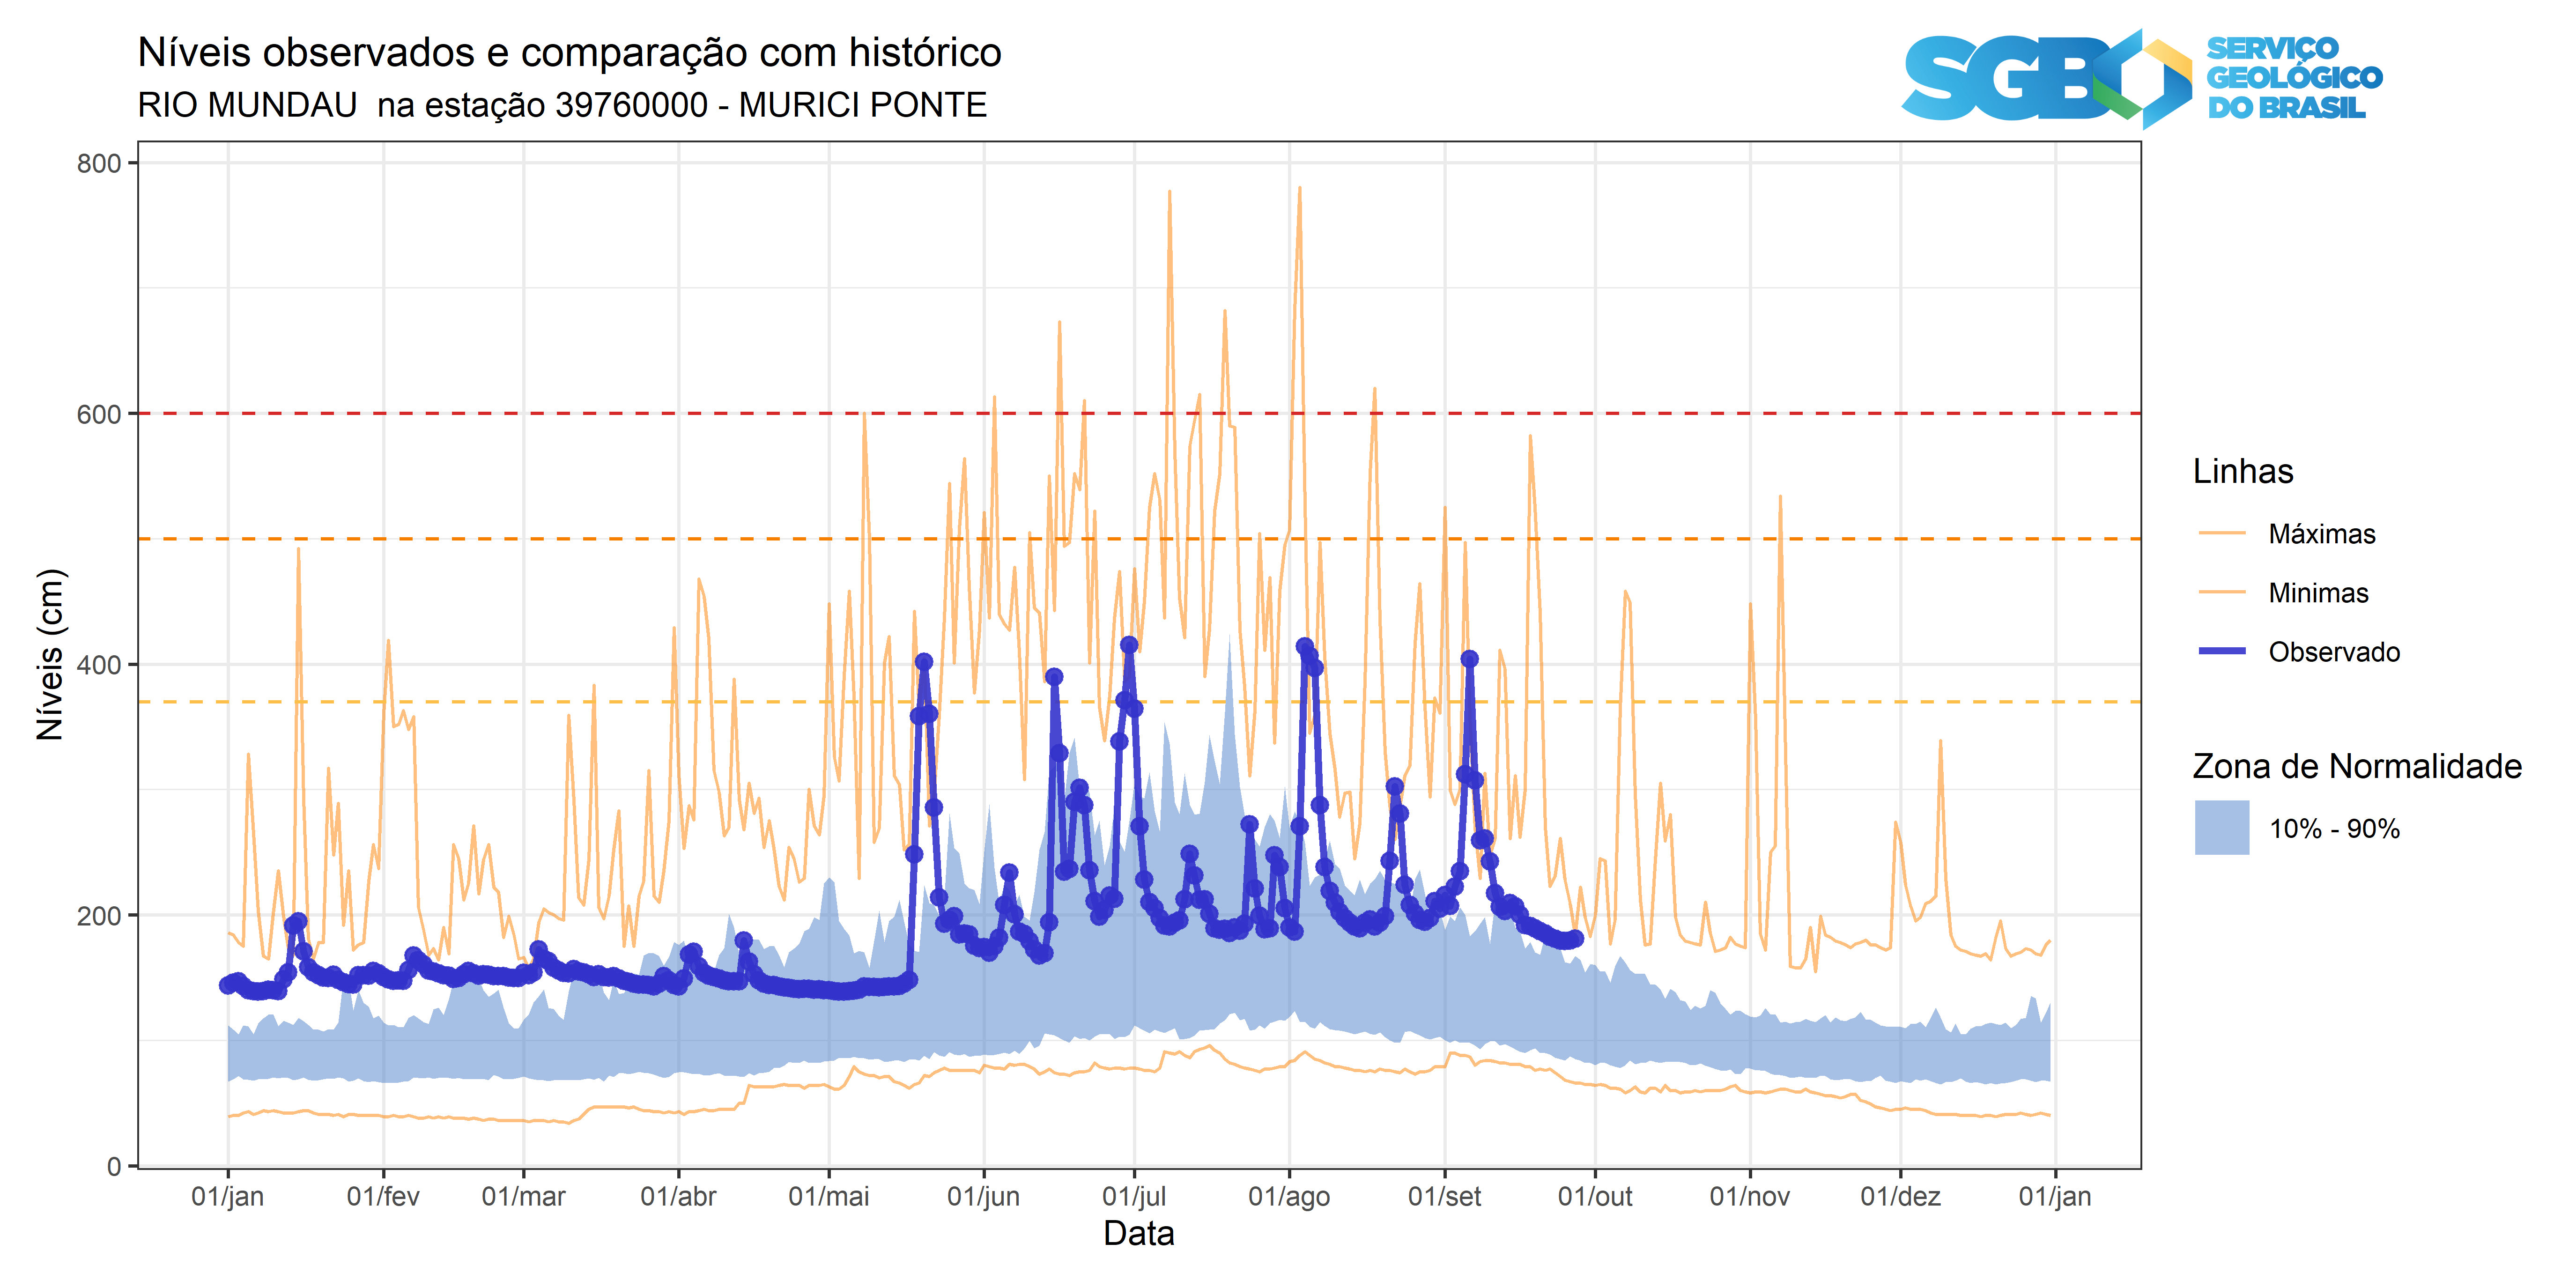 Níveis observados e comparação com histórico
RIO MUNDAU  na estação 39760000 - MURICI PONTE
SGB
SERVIÇO
GEOLÓGICO
DO BRASIL
Níveis (cm)
800
600
400
200
0
01/jan
01/fev
01/mar
01/abr
01/mai
01/jun
01/jul
01/ago
01/set
01/out
01/nov
01/dez
01/jan
Data
Linhas
Máximas
Minimas
Observado
Zona de Normalidade
10% - 90%